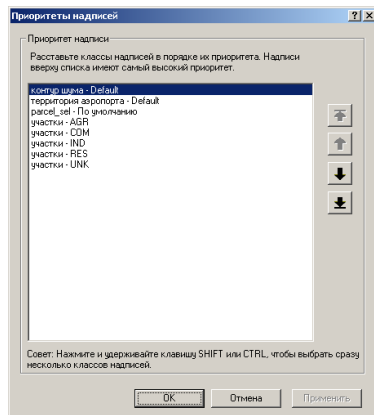 Приоритеты надписей
Приоритет надписи
Расставьте классы надписей в порядке их приоритета. Надписи
вверху списка имеют самый высокий приоритет.
контур шума - Default
территория аэропорта - Default
parcel_sel - По умолчанию
участки - AGR
участки - COM
участки - IND
участки - RES
участки - UNK
Совет: Нажмите и удерживайте клавишу SHIFT или CTRL, чтобы выбрать сразу
несколько классов надписей.
OK Отмена Применить